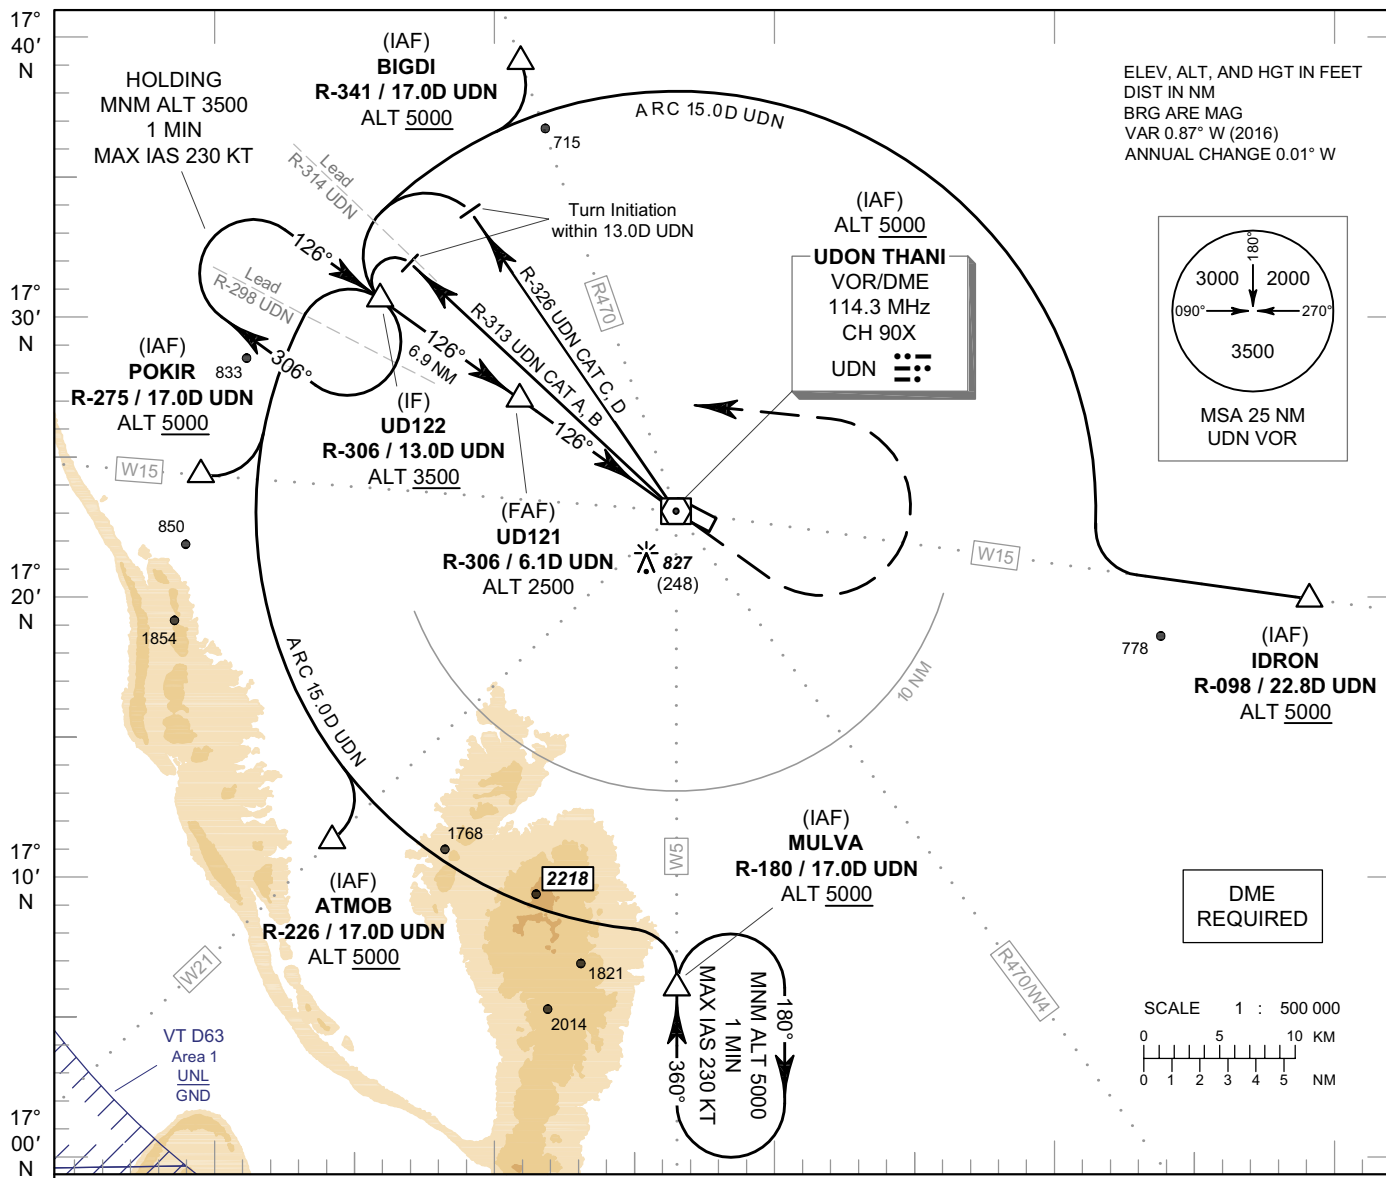 17°
40′
N
(IAF)
BIGDI
R-341 / 17.0D UDN
ALT 5000
HOLDING
MNM ALT 3500
1 MIN
MAX IAS 230 KT
ELEV, ALT, AND HGT IN FEET
DIST IN NM
BRG ARE MAG
VAR 0.87° W (2016)
ANNUAL CHANGE 0.01° W
ARC 15.0D UDN
715
Lead
R-314 UDN
Turn Initiation
within 13.0D UDN
(IAF)
ALT 5000
UDON THANI
VOR/DME
114.3 MHz
CH 90X
UDN
180°
3000
2000
090°
270°
3500
MSA 25 NM
UDN VOR
126°
Lead
R-298 UDN
306°
R-326 UDN CAT C, D
R-313 UDN CAT A, B
R470
17°
30′
N
(IAF)
POKIR
R-275 / 17.0D UDN
ALT 5000
833
126°
6.9 NM
126°
(IF)
UD122
R-306 / 13.0D UDN
ALT 3500
W15
850
(FAF)
UD121
R-306 / 6.1D UDN
ALT 2500
827
(248)
W15
17°
20′
N
1854
778
(IAF)
IDRON
R-098 / 22.8D UDN
ALT 5000
ARC 15.0D UDN
10 NM
17°
10′
N
1768
2218
W5
(IAF)
MULVA
R-180 / 17.0D UDN
ALT 5000
(IAF)
ATMOB
R-226 / 17.0D UDN
ALT 5000
DME
REQUIRED
W21
1821
2014
R470/W4
360°
MAX IAS 230 KT
1 MIN
MNM ALT 5000
180°
SCALE 1 : 500 000
0 5 10 KM
0 1 2 3 4 5 NM
VT D63
Area 1
UNL
GND
17°
00′
N